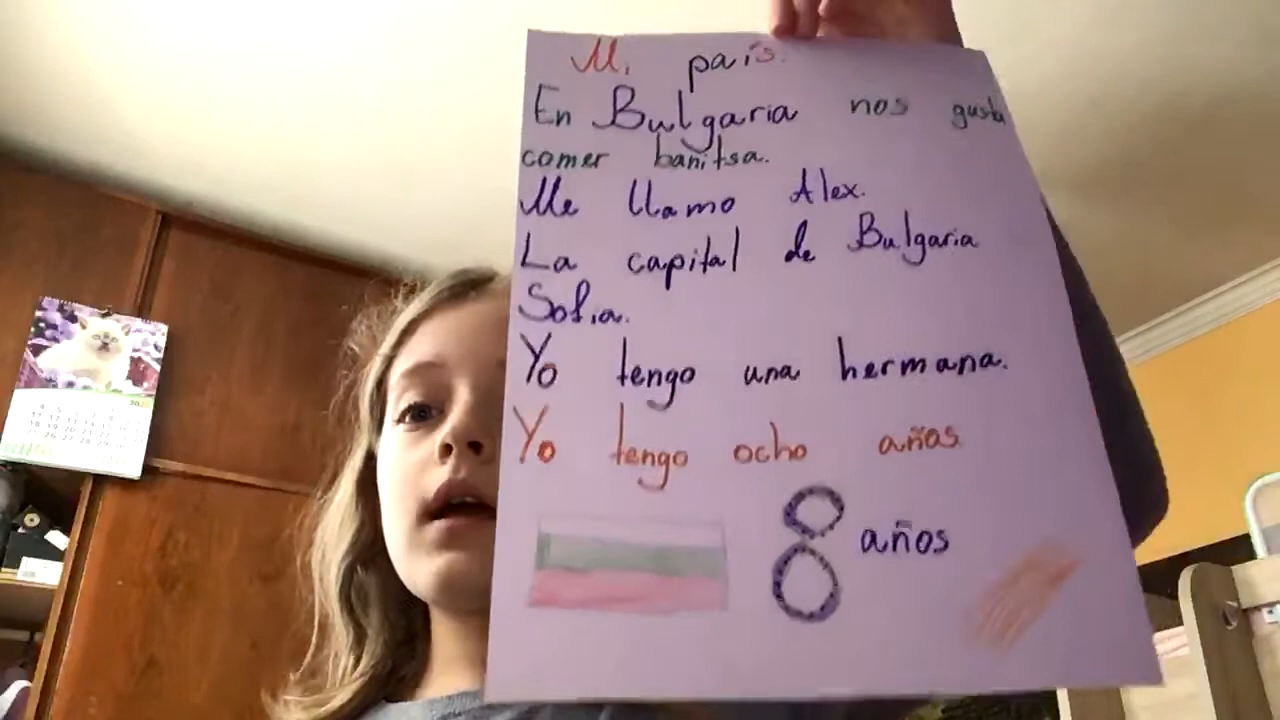 Mi país.
En Bulgaria nos gusta
comer banitsa.
Me llamo Alex.
La capital de Bulgaria
Sofia.
Yo tengo una hermana.
Yo tengo ocho años
8 años